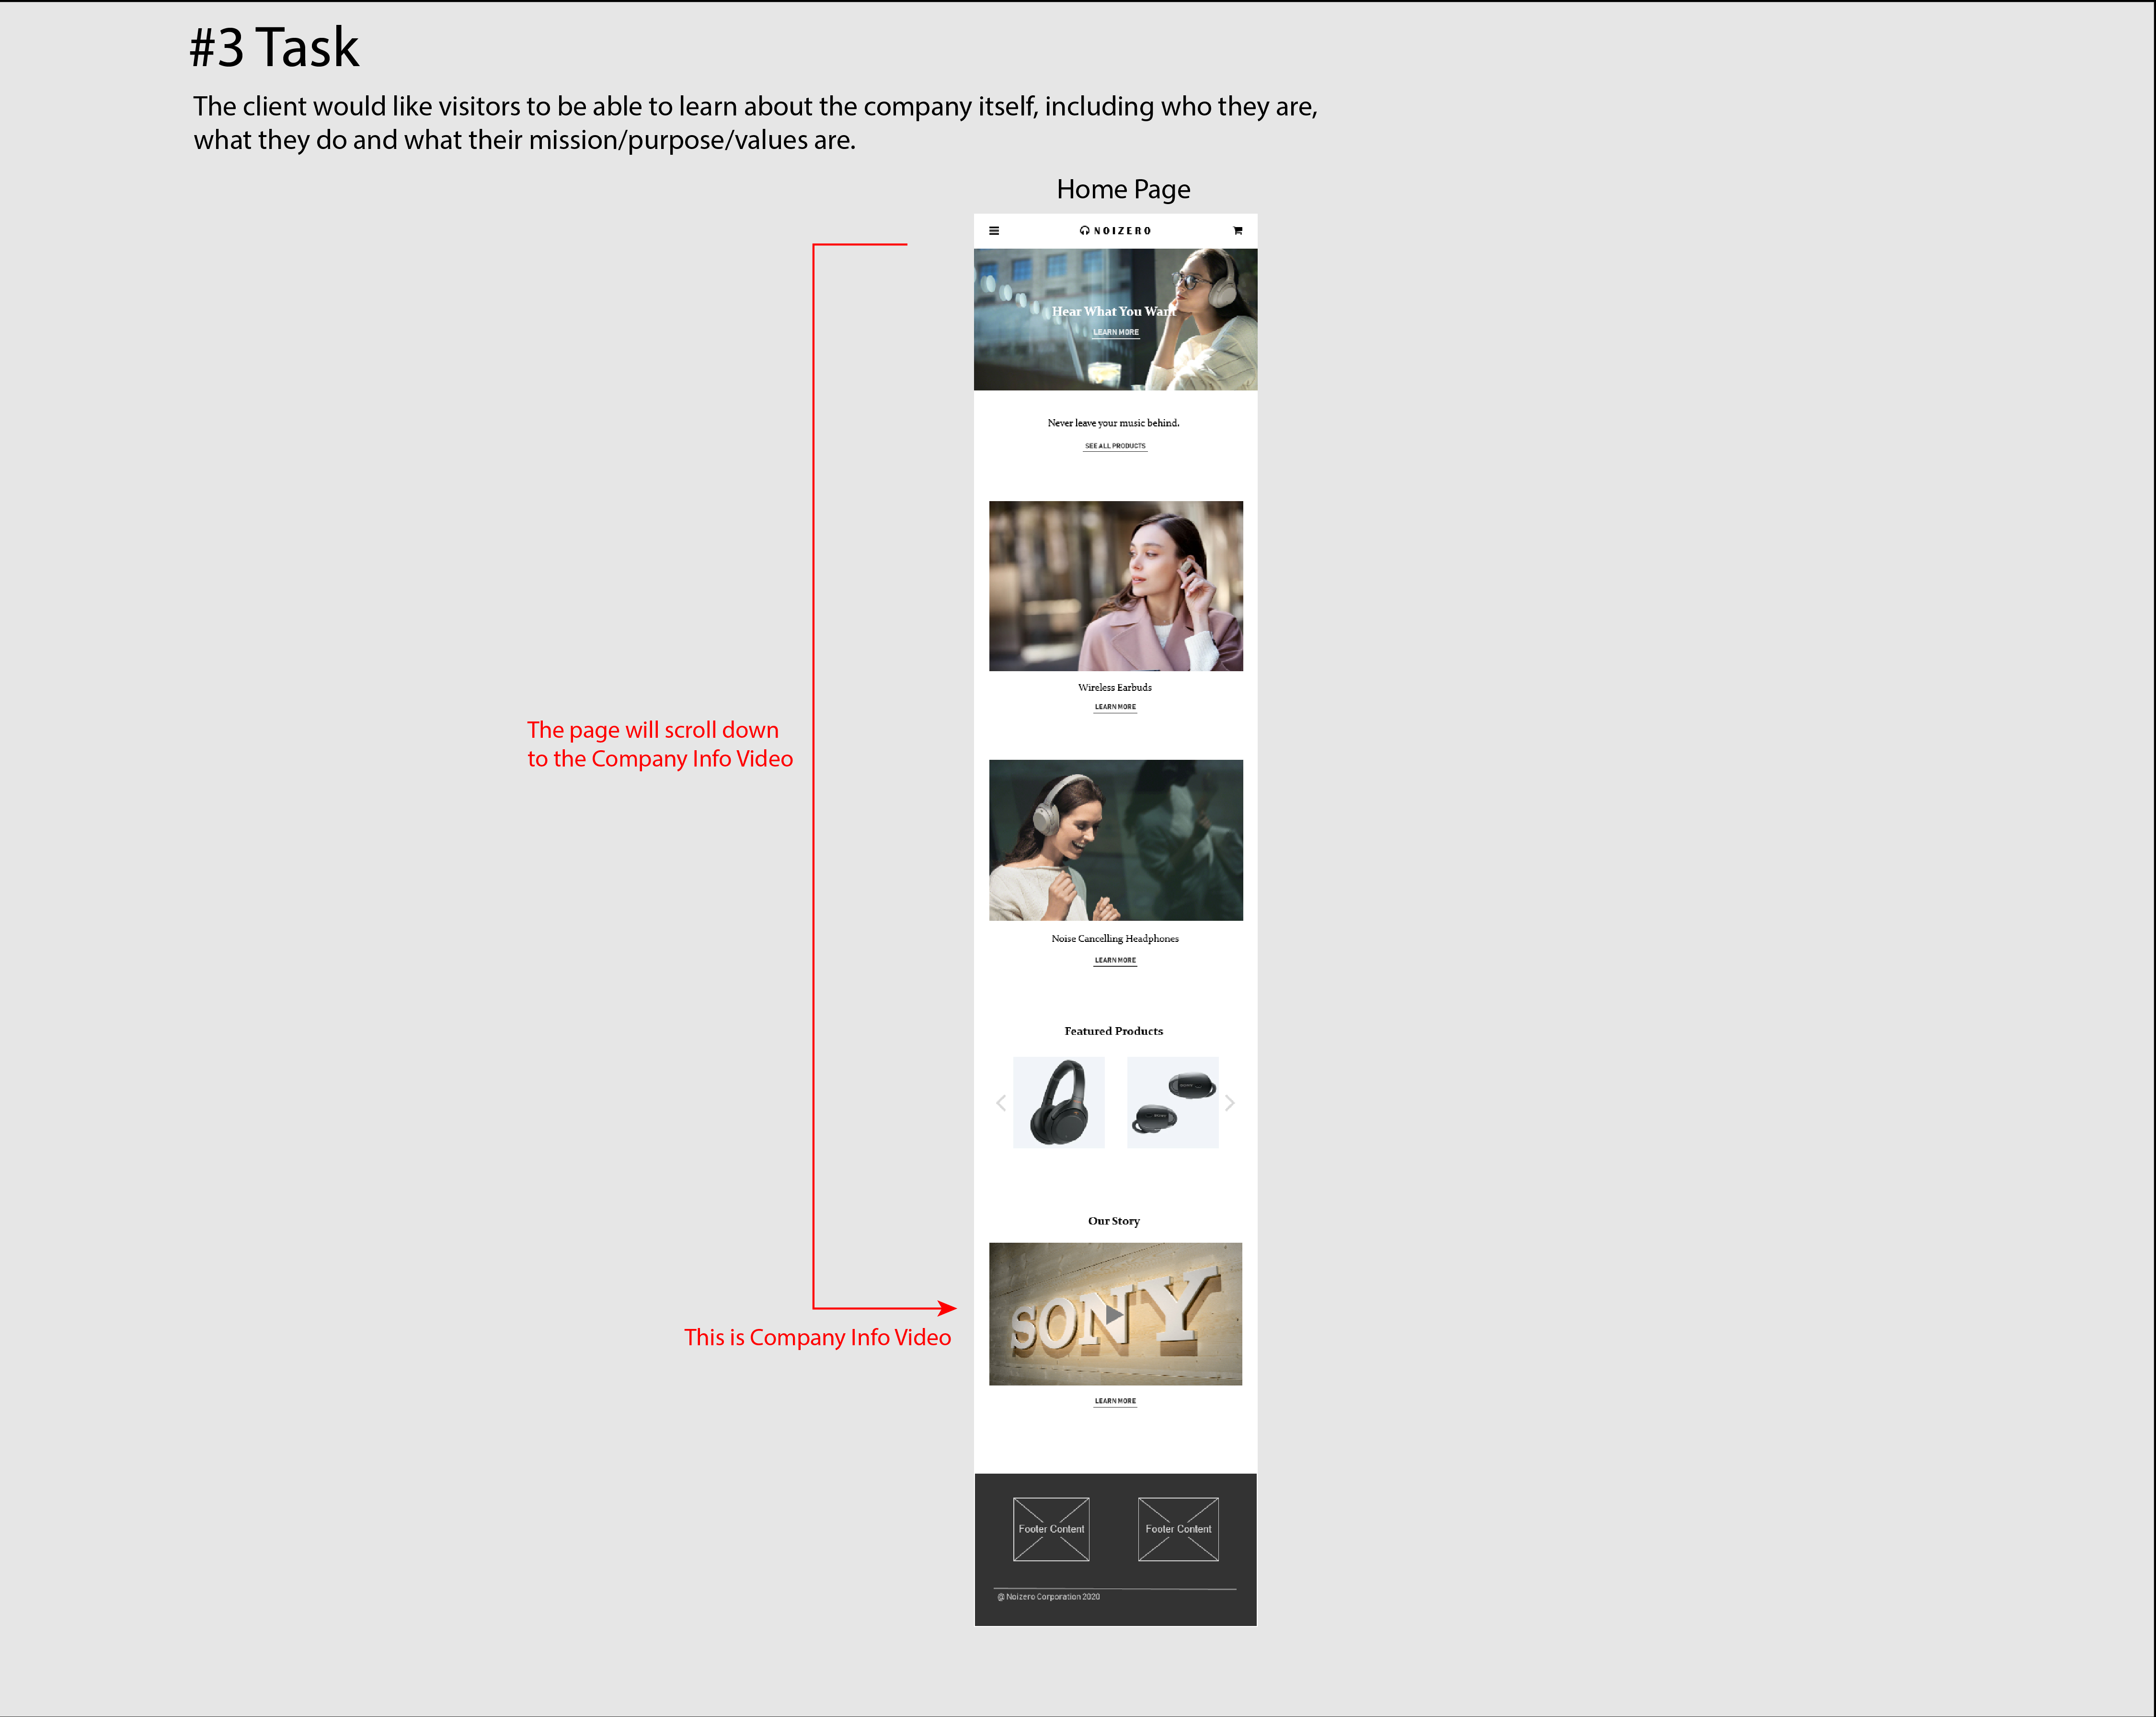 #3 Task
The client would like visitors to be able to learn about the company itself, including who they are,
what they do and what their mission/purpose/values are.
Home Page
NOIZERO
Hear What You Want
LEARN MORE
Never leave your music behind.
SEE ALL PRODUCTS
Wireless Earbuds
LEARN MORE
The page will scroll down
to the Company Info Video
Noise Cancelling Headphones
LEARN MORE
Featured Products
Our Story
SONY
This is Company Info Video
LEARN MORE
Footer Content
Footer Content
@ Noizero Corporation 2020